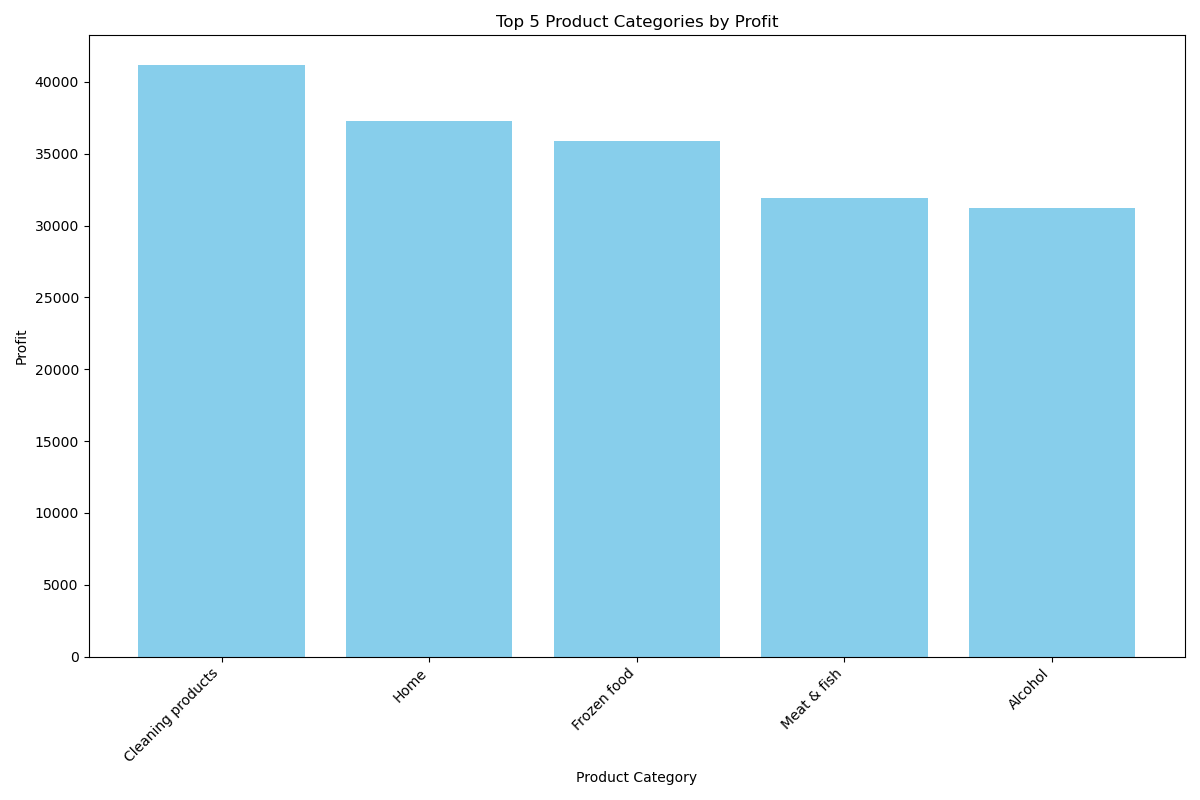 Top 5 Product Categories by Profit
Profit
40000
35000
30000
25000
20000
15000
10000
5000
0
Cleaning products
Home
Frozen food
Meat & fish
Alcohol
Product Category